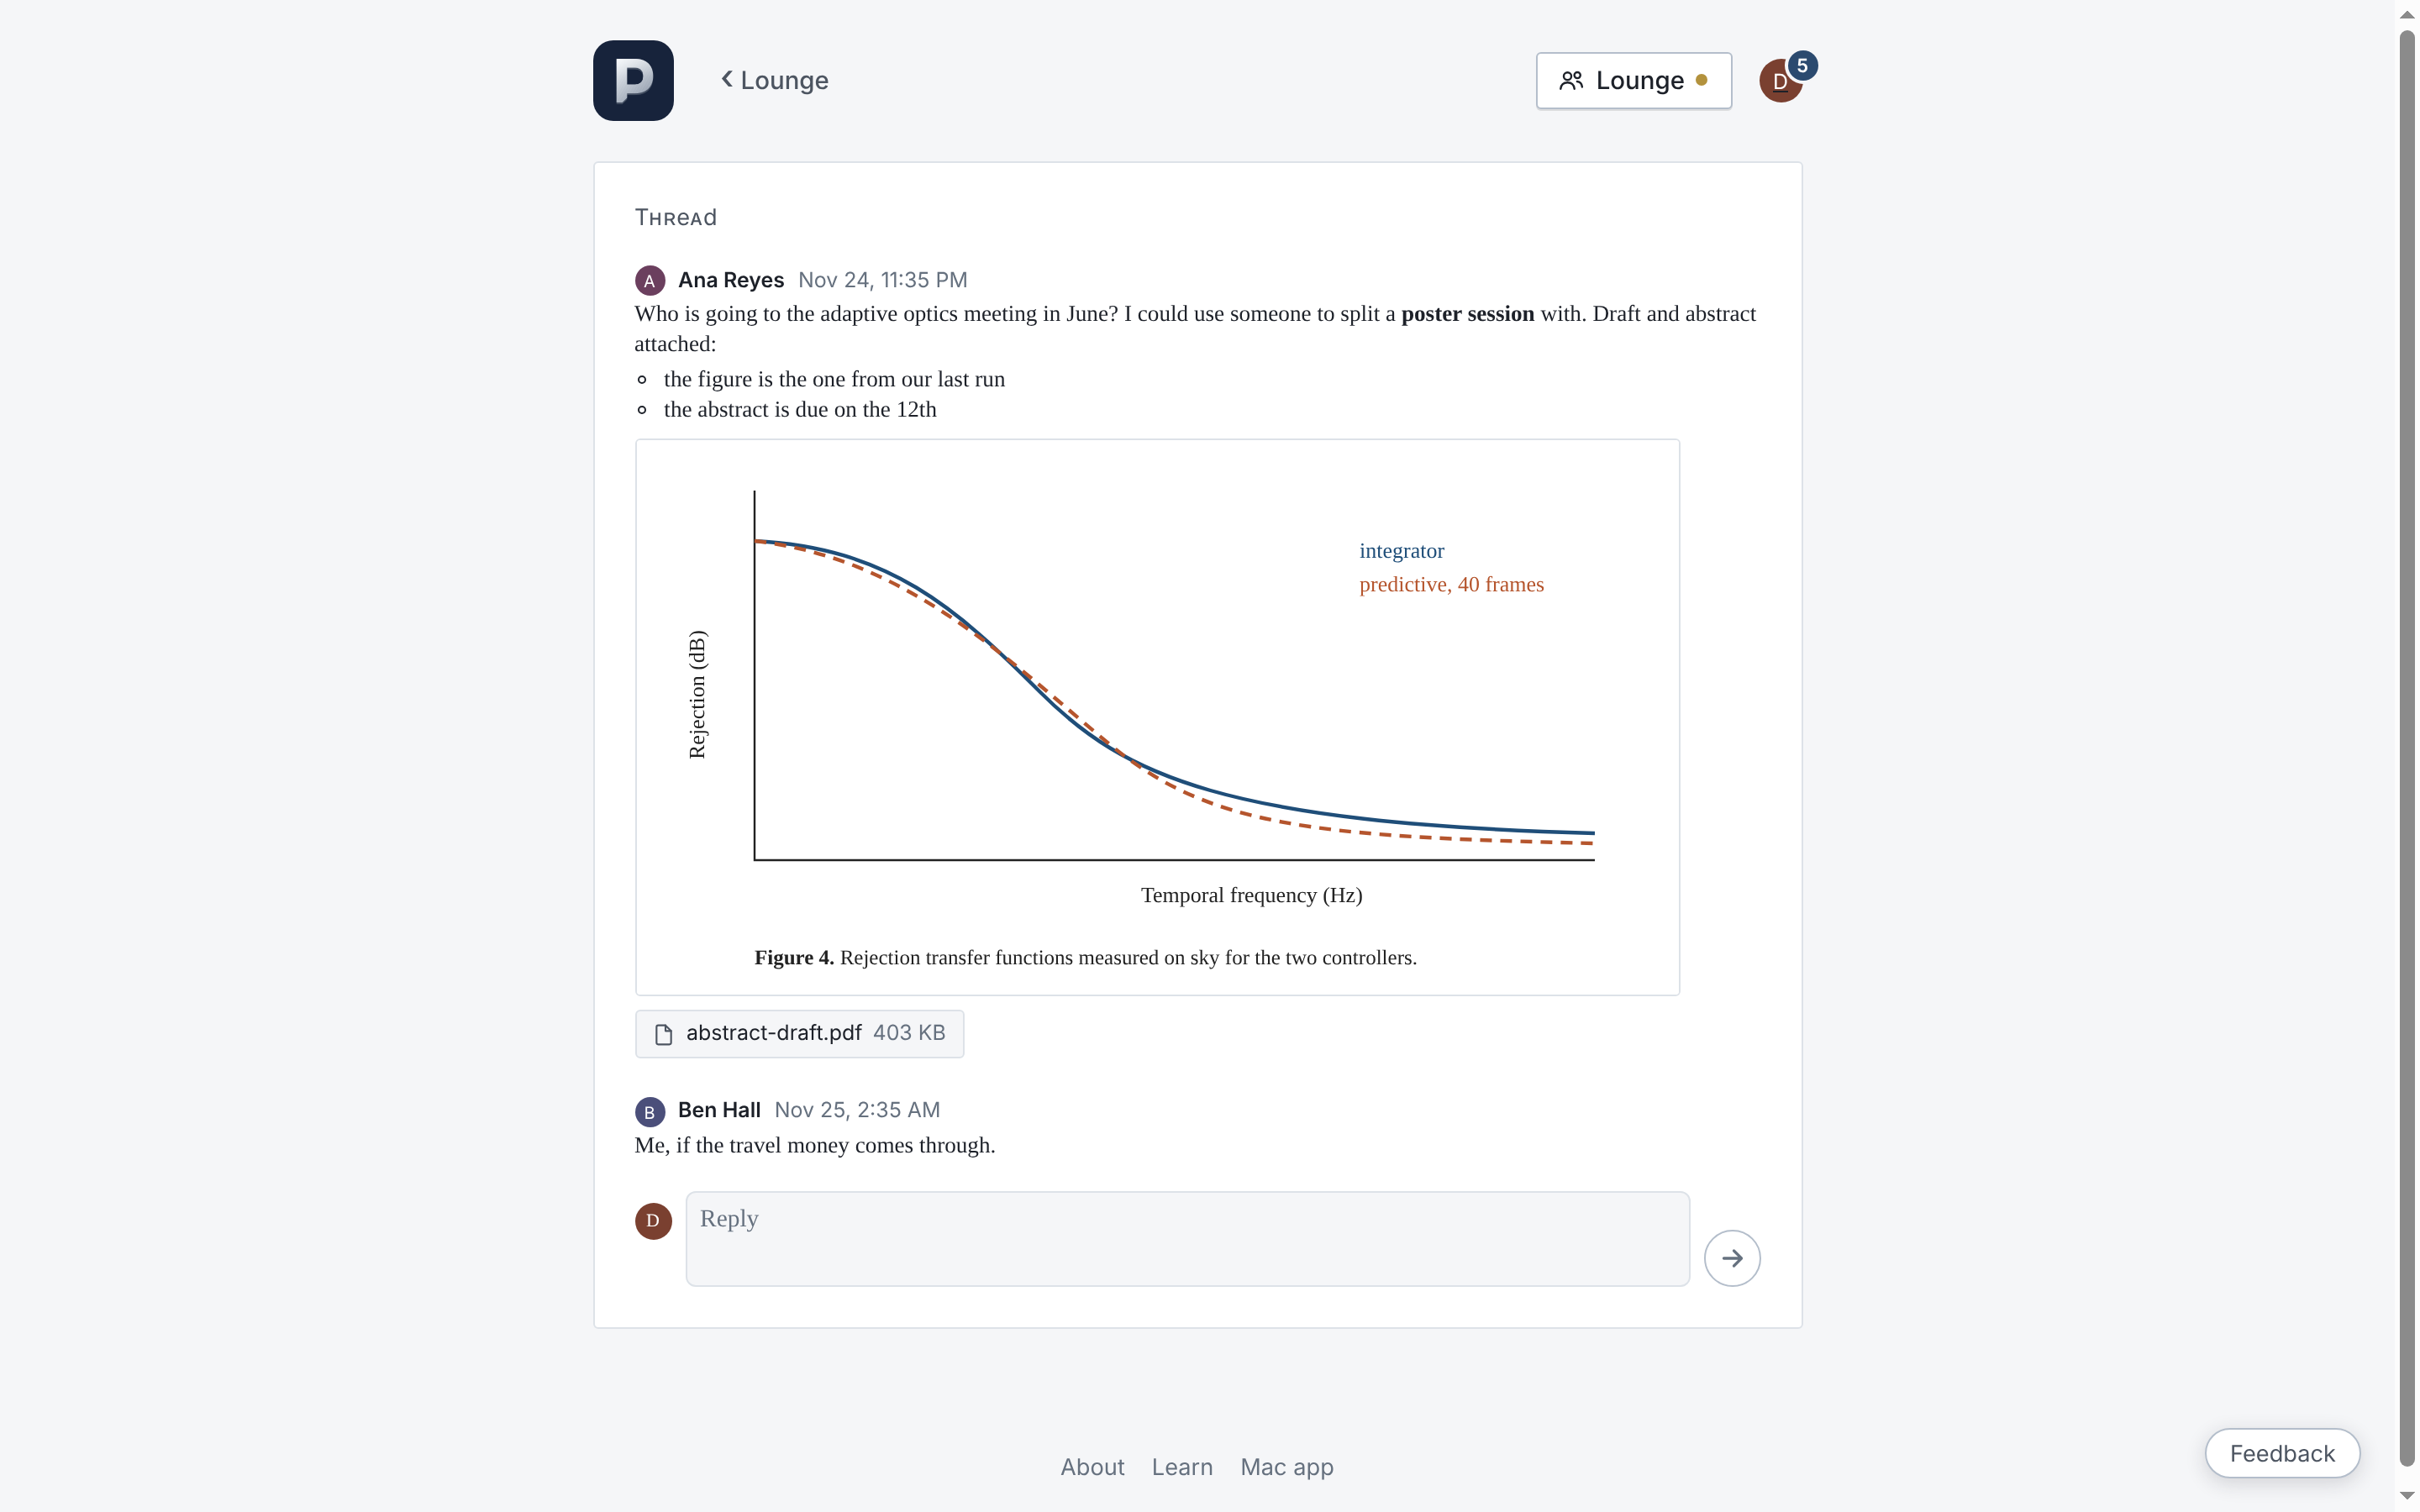 P
Lounge
Lounge
D
5
Thread
A
Ana Reyes Nov 24, 11:35 PM
Who is going to the adaptive optics meeting in June? I could use someone to split a poster session with. Draft and abstract
attached:
the figure is the one from our last run
the abstract is due on the 12th
integrator
predictive, 40 frames
Rejection (dB)
Temporal frequency (Hz)
Figure 4. Rejection transfer functions measured on sky for the two controllers.
abstract-draft.pdf 403 KB
B
Ben Hall Nov 25, 2:35 AM
Me, if the travel money comes through.
D
Reply
About Learn Mac app
Feedback